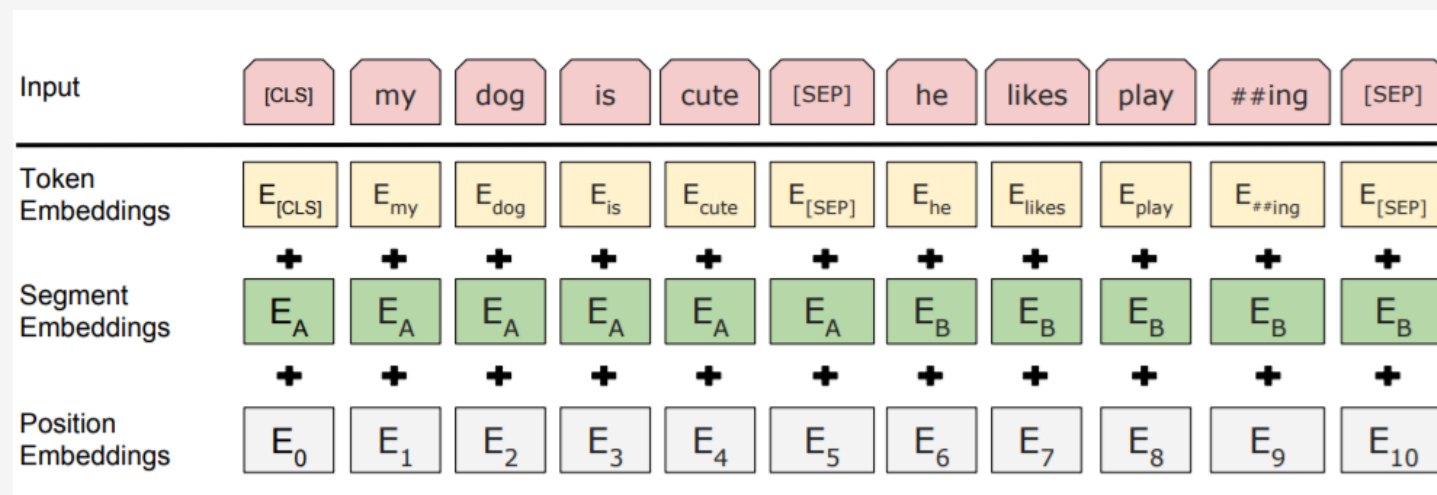 Input [CLS] my dog is cute [SEP] he likes play ##ing [SEP]
Token
Embeddings
E[CLS] Emy Edog Eis Ecute E[SEP] Ehe Elikes Eplay E##ing E[SEP]
+ + + + + + + + + + +
Segment
Embeddings
EA EA EA EA EA EA EB EB EB EB EB
+ + + + + + + + + + +
Position
Embeddings
E0 E1 E2 E3 E4 E5 E6 E7 E8 E9 E10